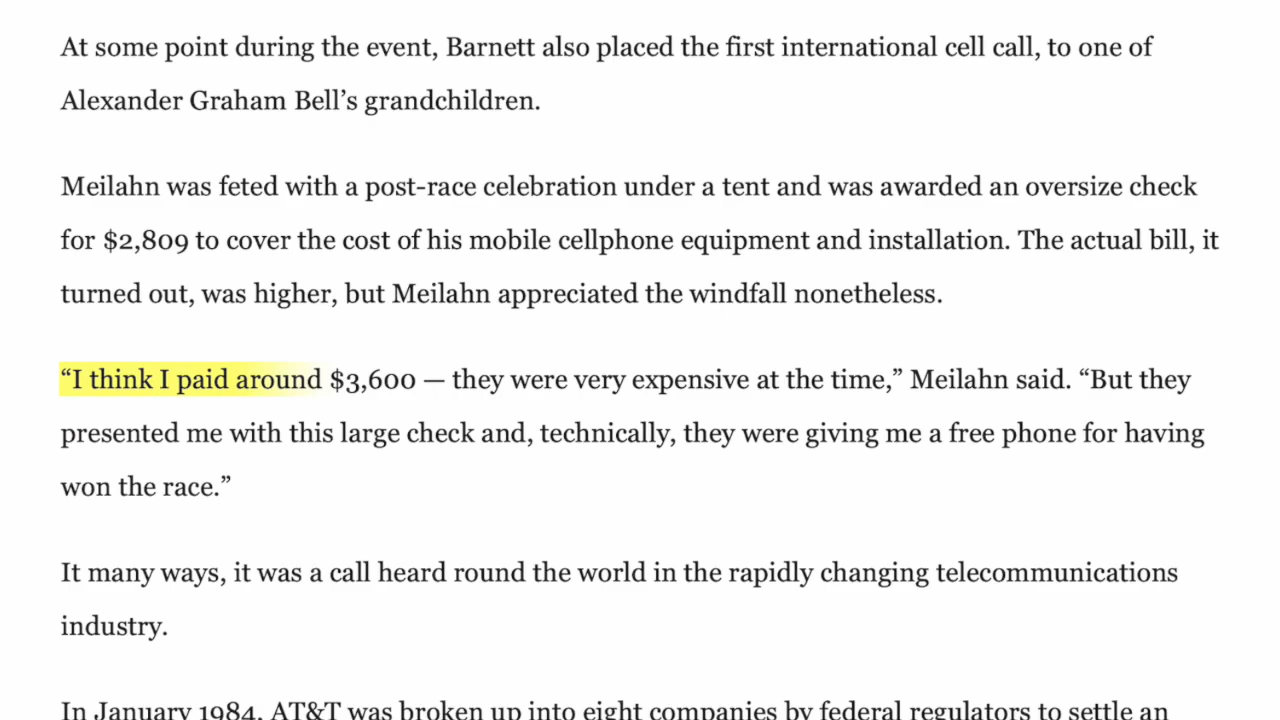 At some point during the event, Barnett also placed the first international cell call, to one of
Alexander Graham Bell’s grandchildren.
Meilahn was feted with a post-race celebration under a tent and was awarded an oversize check
for $2,809 to cover the cost of his mobile cellphone equipment and installation. The actual bill, it
turned out, was higher, but Meilahn appreciated the windfall nonetheless.
“I think I paid around $3,600 — they were very expensive at the time,” Meilahn said. “But they
presented me with this large check and, technically, they were giving me a free phone for having
won the race.”
It many ways, it was a call heard round the world in the rapidly changing telecommunications
industry.
In January 1984, AT&T was broken up into eight companies by federal regulators to settle an